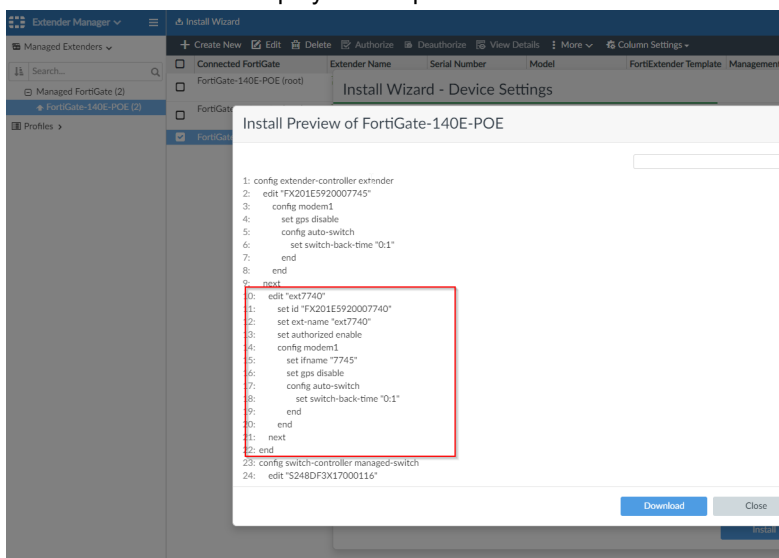 Extender Manager
Install Wizard
Managed Extenders
Create New Edit Delete Authorize Deauthorize View Details More Column Settings
Search...
Connected FortiGate Extender Name Serial Number Model FortiExtender Template Management
Managed FortiGate (2)
FortiGate-140E-POE (root)
FortiGate-140E-POE (2)
Profiles
Install Wizard - Device Settings
Install Preview of FortiGate-140E-POE
1: config extender-controller extender
2: edit "FX201E5920007745"
3: config modem1
4: set gps disable
5: config auto-switch
6: set switch-back-time "0:1"
7: end
8: end
9: next
10: edit "ext7740"
11: set id "FX201E5920007740"
12: set ext-name "ext7740"
13: set authorized enable
14: config modem1
15: set ifname "7745"
16: set gps disable
17: config auto-switch
18: set switch-back-time "0:1"
19: end
20: end
21: next
22: end
23: config switch-controller managed-switch
24: edit "S248DF3X17000116"
Download Close
Install